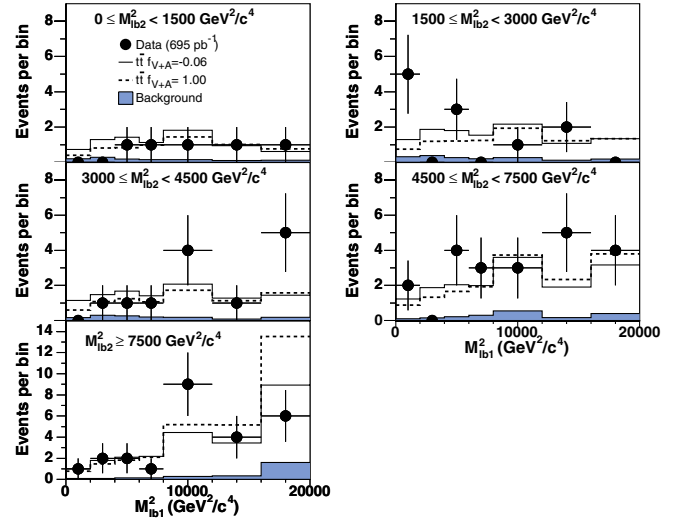 0 ≤ M²lb2 < 1500 GeV²/c⁴
Data (695 pb⁻¹)
tt̄ fV+A=-0.06
tt̄ fV+A= 1.00
Background
Events per bin
8
6
4
2
1500 ≤ M²lb2 < 3000 GeV²/c⁴
Events per bin
8
6
4
2
3000 ≤ M²lb2 < 4500 GeV²/c⁴
Events per bin
8
6
4
2
4500 ≤ M²lb2 < 7500 GeV²/c⁴
Events per bin
8
6
4
2
0
0 10000 20000
M²lb1 (GeV²/c⁴)
M²lb2 ≥ 7500 GeV²/c⁴
Events per bin
14
12
10
8
6
4
2
0
0 10000 20000
M²lb1 (GeV²/c⁴)